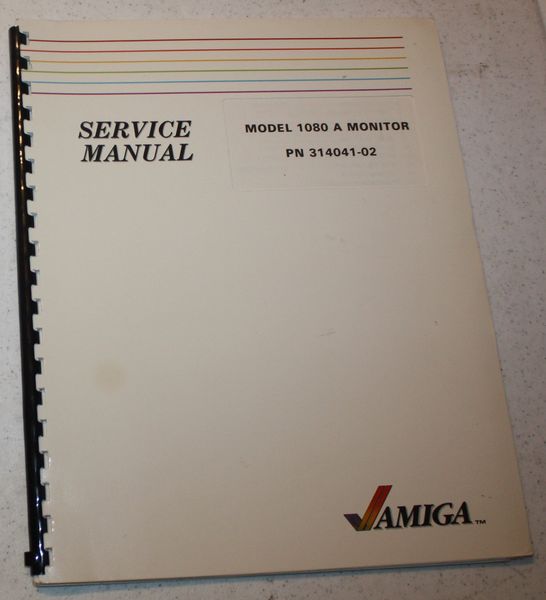 SERVICE
MANUAL
MODEL 1080 A MONITOR
PN 314041-02
AMIGA™